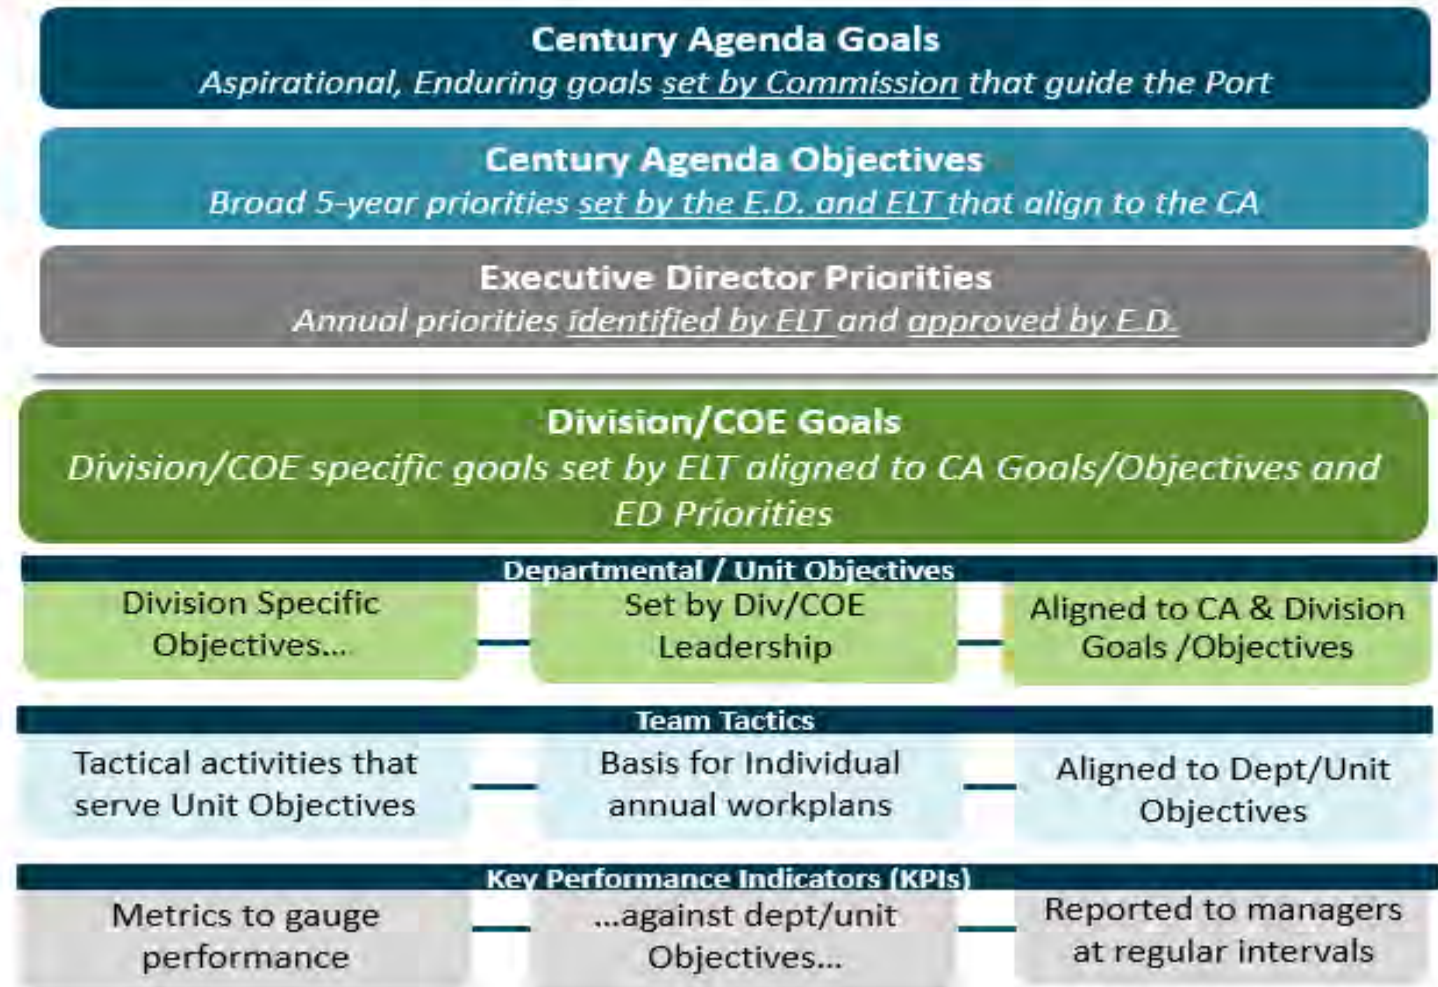 Century Agenda Goals
Aspirational, Enduring goals set by Commission that guide the Port
Century Agenda Objectives
Broad 5-year priorities set by the E.D. and ELT that align to the CA
Executive Director Priorities
Annual priorities identified by ELT and approved by E.D.
Division/COE Goals
Division/COE specific goals set by ELT aligned to CA Goals/Objectives and
ED Priorities
Departmental / Unit Objectives
Division Specific
Objectives...
Set by Div/COE
Leadership
Aligned to CA & Division
Goals /Objectives
Team Tactics
Tactical activities that
serve Unit Objectives
Basis for Individual
annual workplans
Aligned to Dept/Unit
Objectives
Key Performance Indicators (KPIs)
Metrics to gauge
performance
...against dept/unit
Objectives...
Reported to managers
at regular intervals